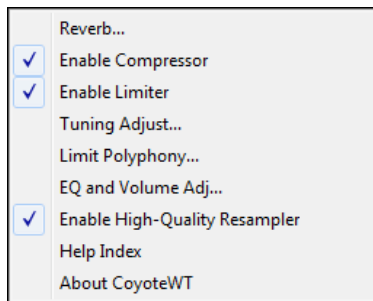 Reverb...
Enable Compressor
Enable Limiter
Tuning Adjust...
Limit Polyphony...
EQ and Volume Adj...
Enable High-Quality Resampler
Help Index
About CoyoteWT